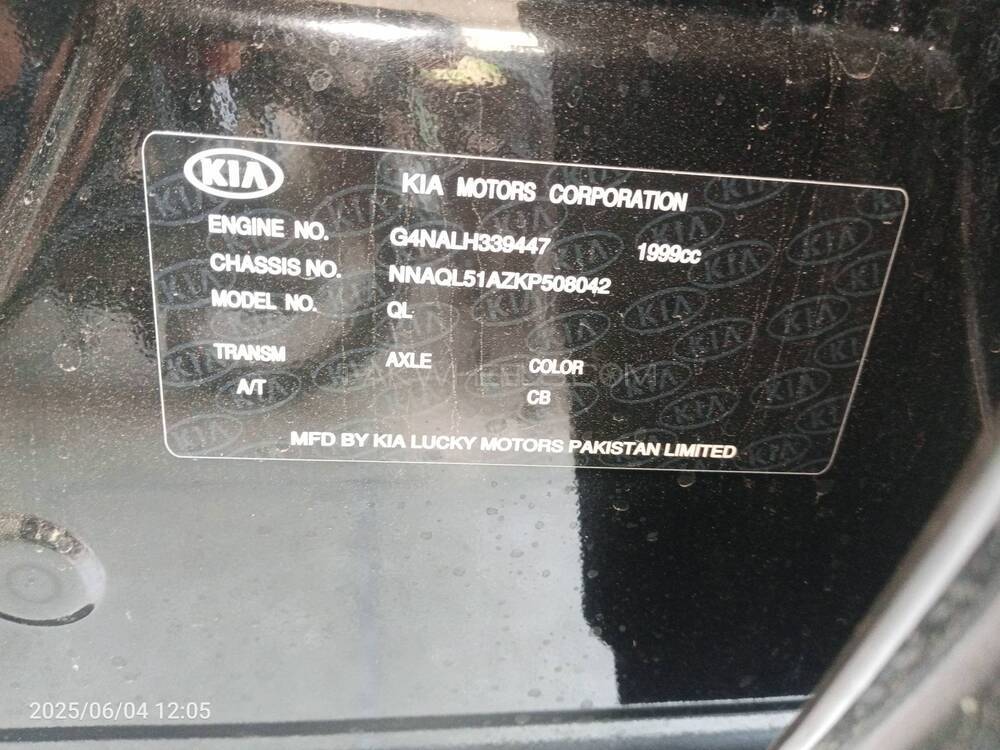 KIA
KIA MOTORS CORPORATION
ENGINE NO. G4NALH339447 1999cc
CHASSIS NO. NNAQL51AZKP508042
MODEL NO. QL
TRANSM AXLE COLOR
A/T CB
MFD BY KIA LUCKY MOTORS PAKISTAN LIMITED
2025/06/04 12:05